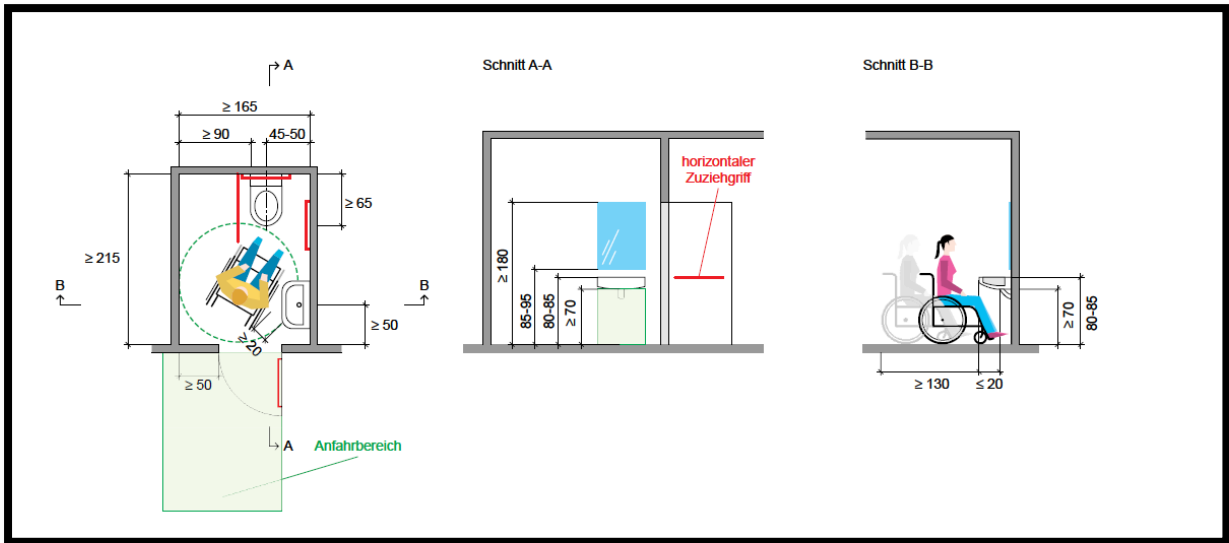 A
≥ 165
≥ 90
45-50
≥ 65
≥ 215
B
B
≥ 50
≥ 20
≥ 50
A
Anfahrbereich
Schnitt A-A
horizontaler
Zuziehgriff
≥ 180
85-95
80-85
≥ 70
Schnitt B-B
≥ 70
80-85
≥ 130
≤ 20